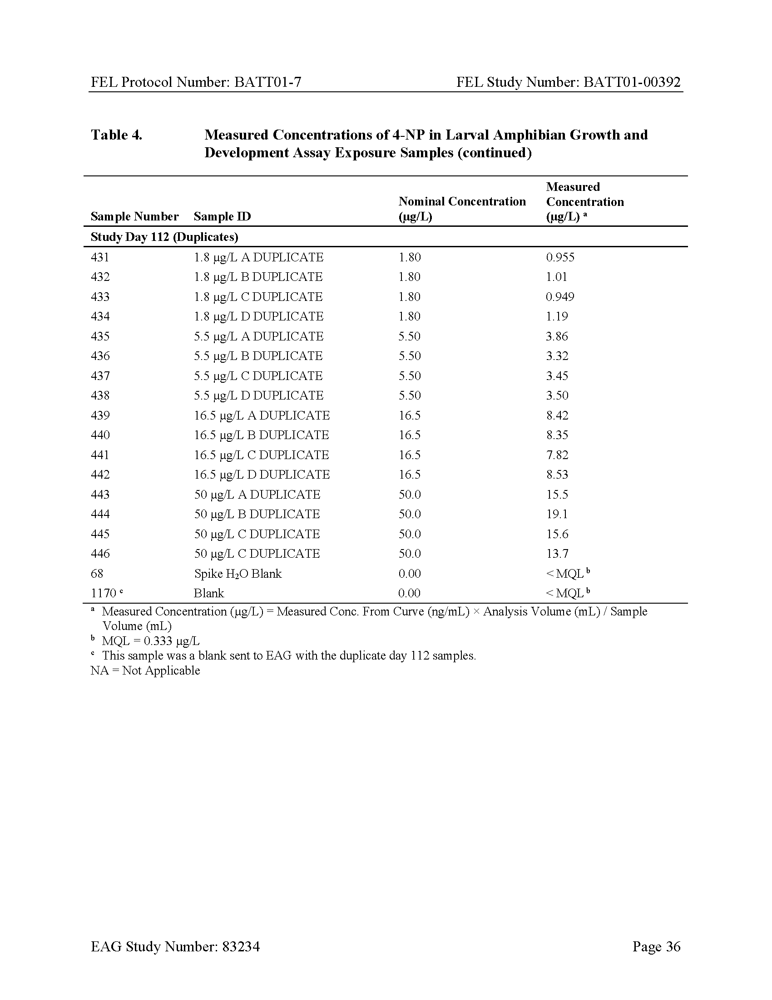 FEL Protocol Number: BATT01-7 FEL Study Number: BATT01-00392
Table 4. Measured Concentrations of 4-NP in Larval Amphibian Growth and
Development Assay Exposure Samples (continued)
Measured
Nominal Concentration Concentration
Sample Number Sample ID (µg/L) (µg/L) ᵃ
Study Day 112 (Duplicates)
431 1.8 µg/L A DUPLICATE 1.80 0.955
432 1.8 µg/L B DUPLICATE 1.80 1.01
433 1.8 µg/L C DUPLICATE 1.80 0.949
434 1.8 µg/L D DUPLICATE 1.80 1.19
435 5.5 µg/L A DUPLICATE 5.50 3.86
436 5.5 µg/L B DUPLICATE 5.50 3.32
437 5.5 µg/L C DUPLICATE 5.50 3.45
438 5.5 µg/L D DUPLICATE 5.50 3.50
439 16.5 µg/L A DUPLICATE 16.5 8.42
440 16.5 µg/L B DUPLICATE 16.5 8.35
441 16.5 µg/L C DUPLICATE 16.5 7.82
442 16.5 µg/L D DUPLICATE 16.5 8.53
443 50 µg/L A DUPLICATE 50.0 15.5
444 50 µg/L B DUPLICATE 50.0 19.1
445 50 µg/L C DUPLICATE 50.0 15.6
446 50 µg/L C DUPLICATE 50.0 13.7
68 Spike H₂O Blank 0.00 < MQL ᵇ
1170 ᶜ Blank 0.00 < MQL ᵇ
ᵃ Measured Concentration (µg/L) = Measured Conc. From Curve (ng/mL) × Analysis Volume (mL) / Sample
Volume (mL)
ᵇ MQL = 0.333 µg/L
ᶜ This sample was a blank sent to EAG with the duplicate day 112 samples.
NA = Not Applicable
EAG Study Number: 83234 Page 36